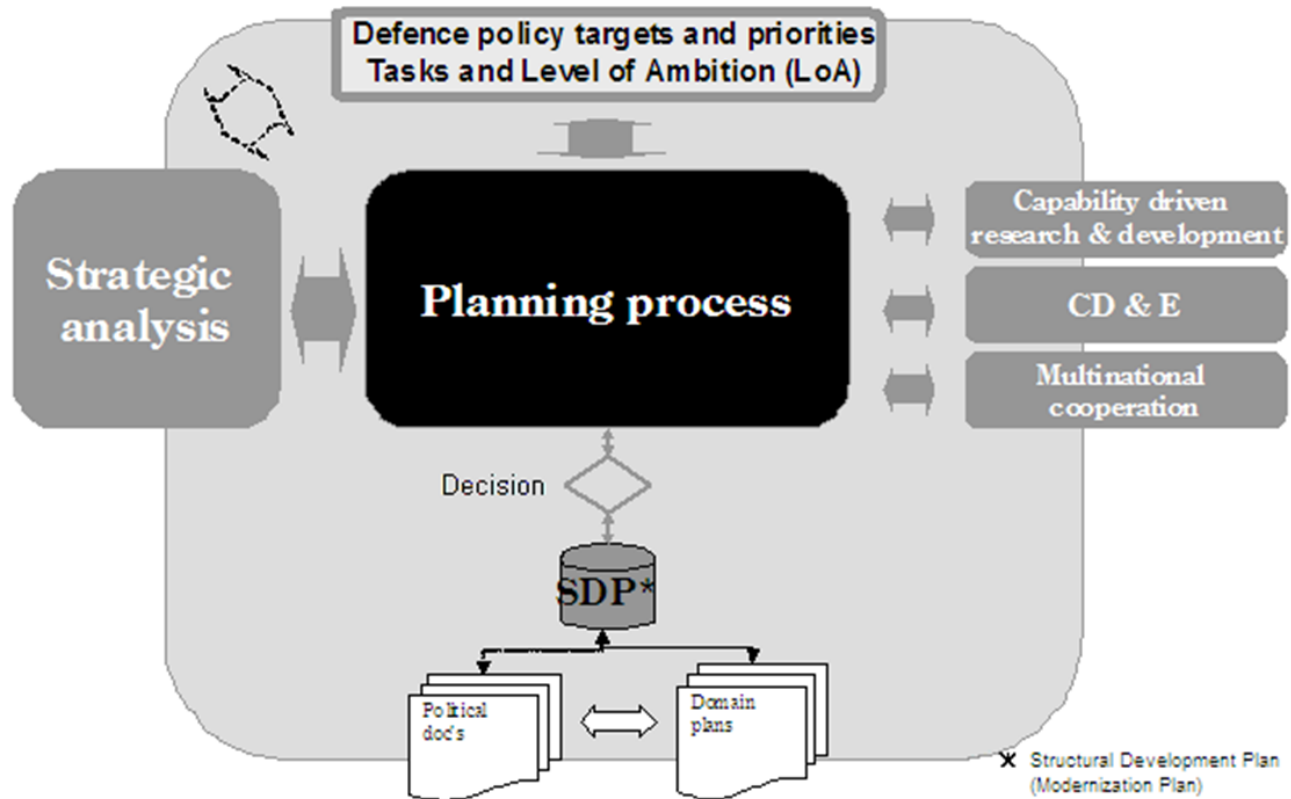 Defence policy targets and priorities
Tasks and Level of Ambition (LoA)
Strategic
analysis
Planning process
Capability driven
research & development
CD & E
Multinational
cooperation
Decision
SDP*
Political
doc's
Domain
plans
* Structural Development Plan
(Modernization Plan)